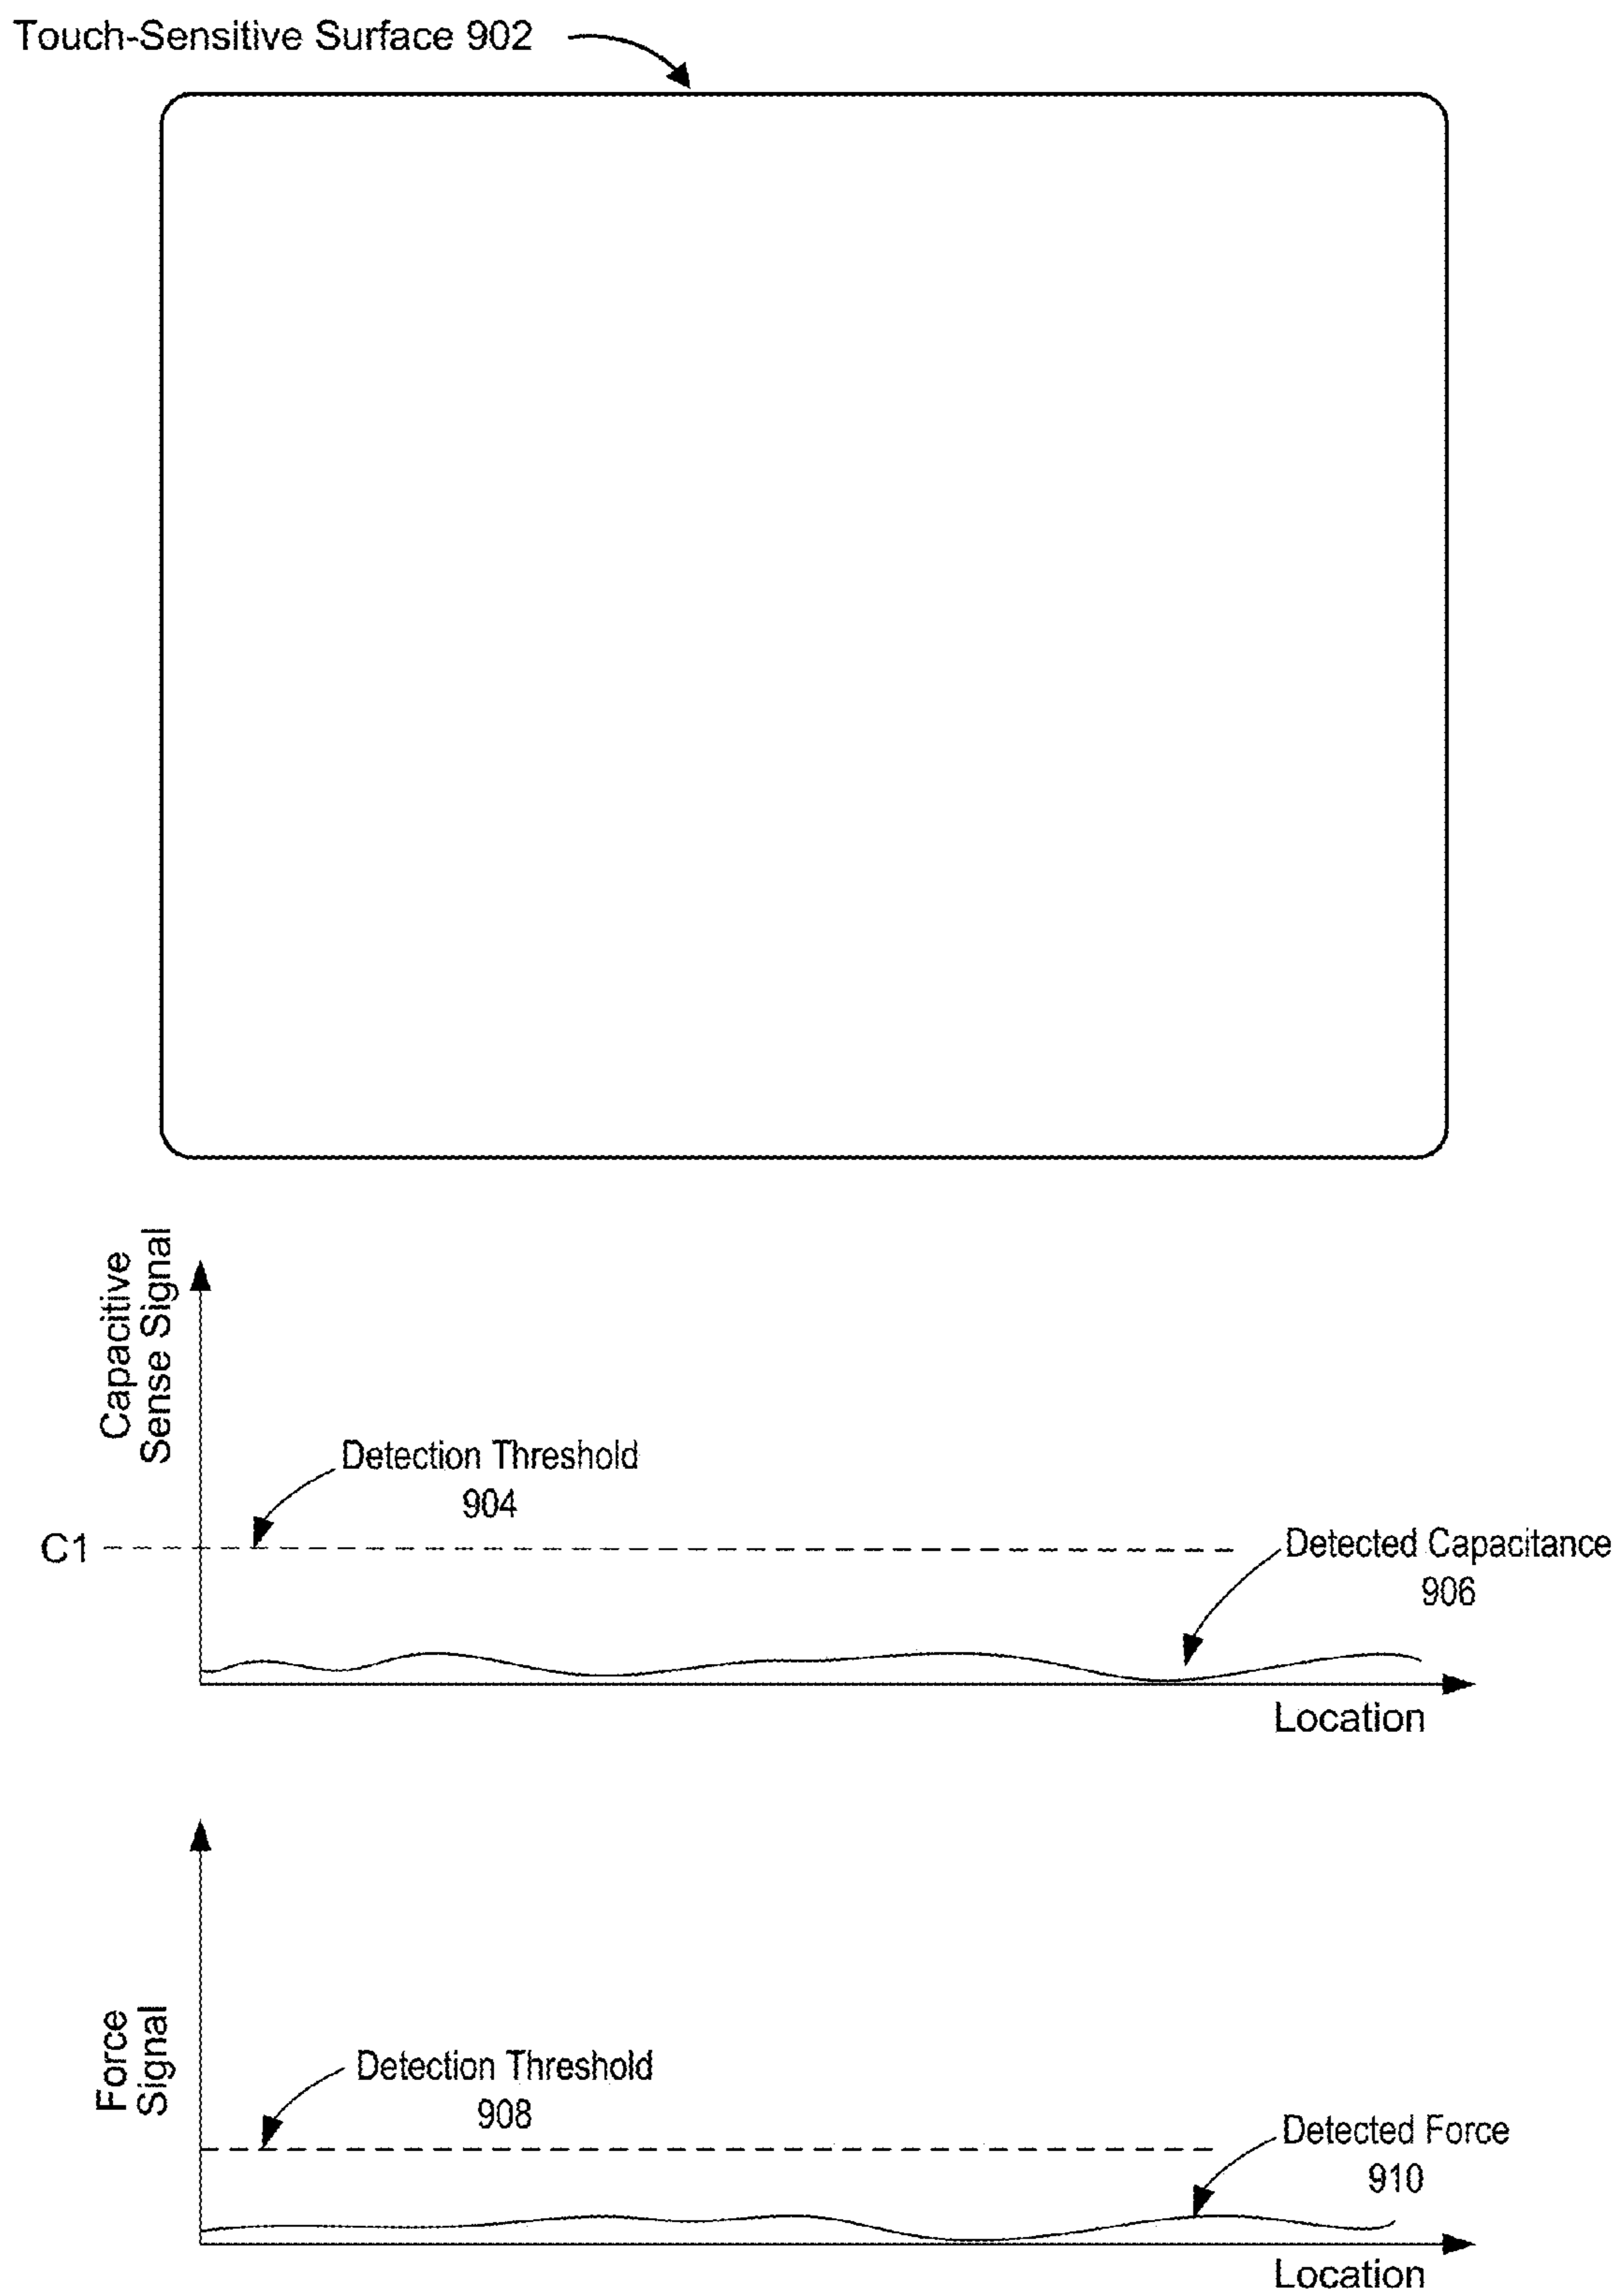 Touch-Sensitive Surface 902
Capacitive
Sense Signal
Detection Threshold
904
C1
Detected Capacitance
906
Location
Force
Signal
Detection Threshold
908
Detected Force
910
Location